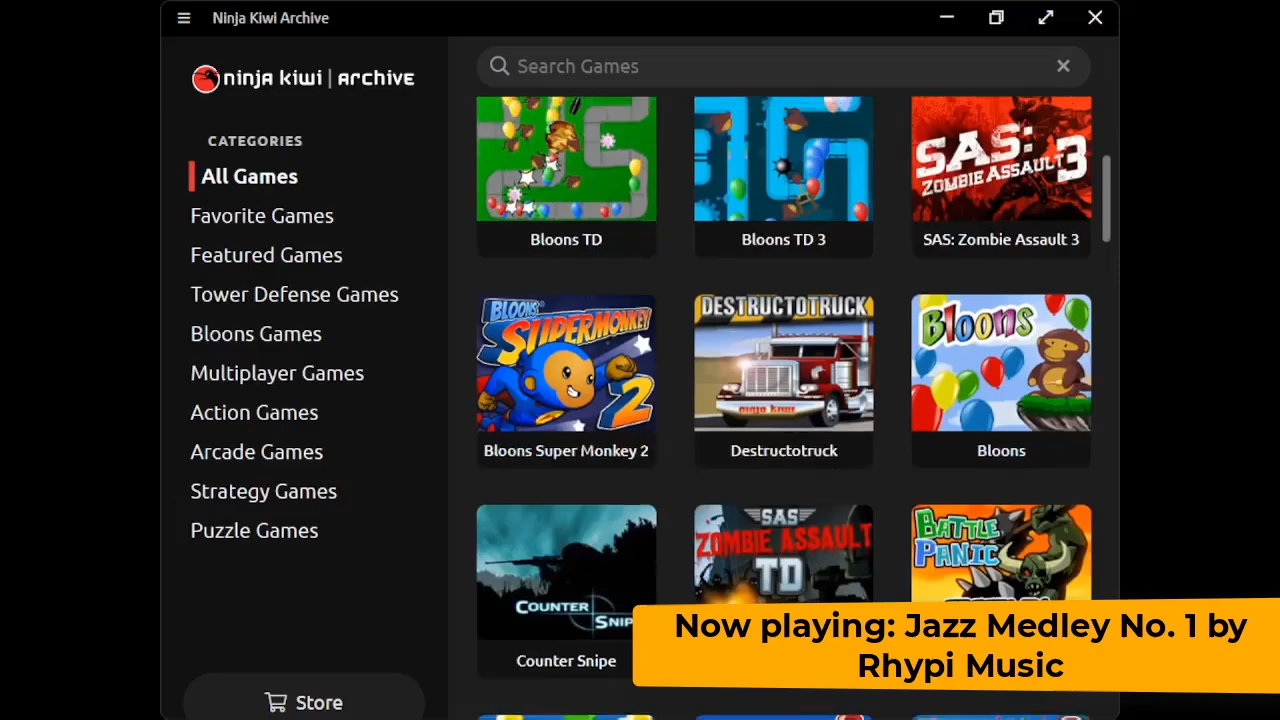 Ninja Kiwi Archive
ninja kiwi | ARCHIVE
Search Games
CATEGORIES
All Games
Favorite Games
Featured Games
Tower Defense Games
Bloons Games
Multiplayer Games
Action Games
Arcade Games
Strategy Games
Puzzle Games
Store
SAS:
ZOMBIE ASSAULT 3
Bloons TD
Bloons TD 3
SAS: Zombie Assault 3
BLOONS
SUPERMONKEY
2
DESTRUCTOTRUCK
ninja kiwi
Bloons
Bloons Super Monkey 2
Destructotruck
Bloons
COUNTER
SNIPE
SAS
ZOMBIE ASSAULT
TD
BATTLE
PANIC
Counter Snipe
Now playing: Jazz Medley No. 1 by
Rhypi Music